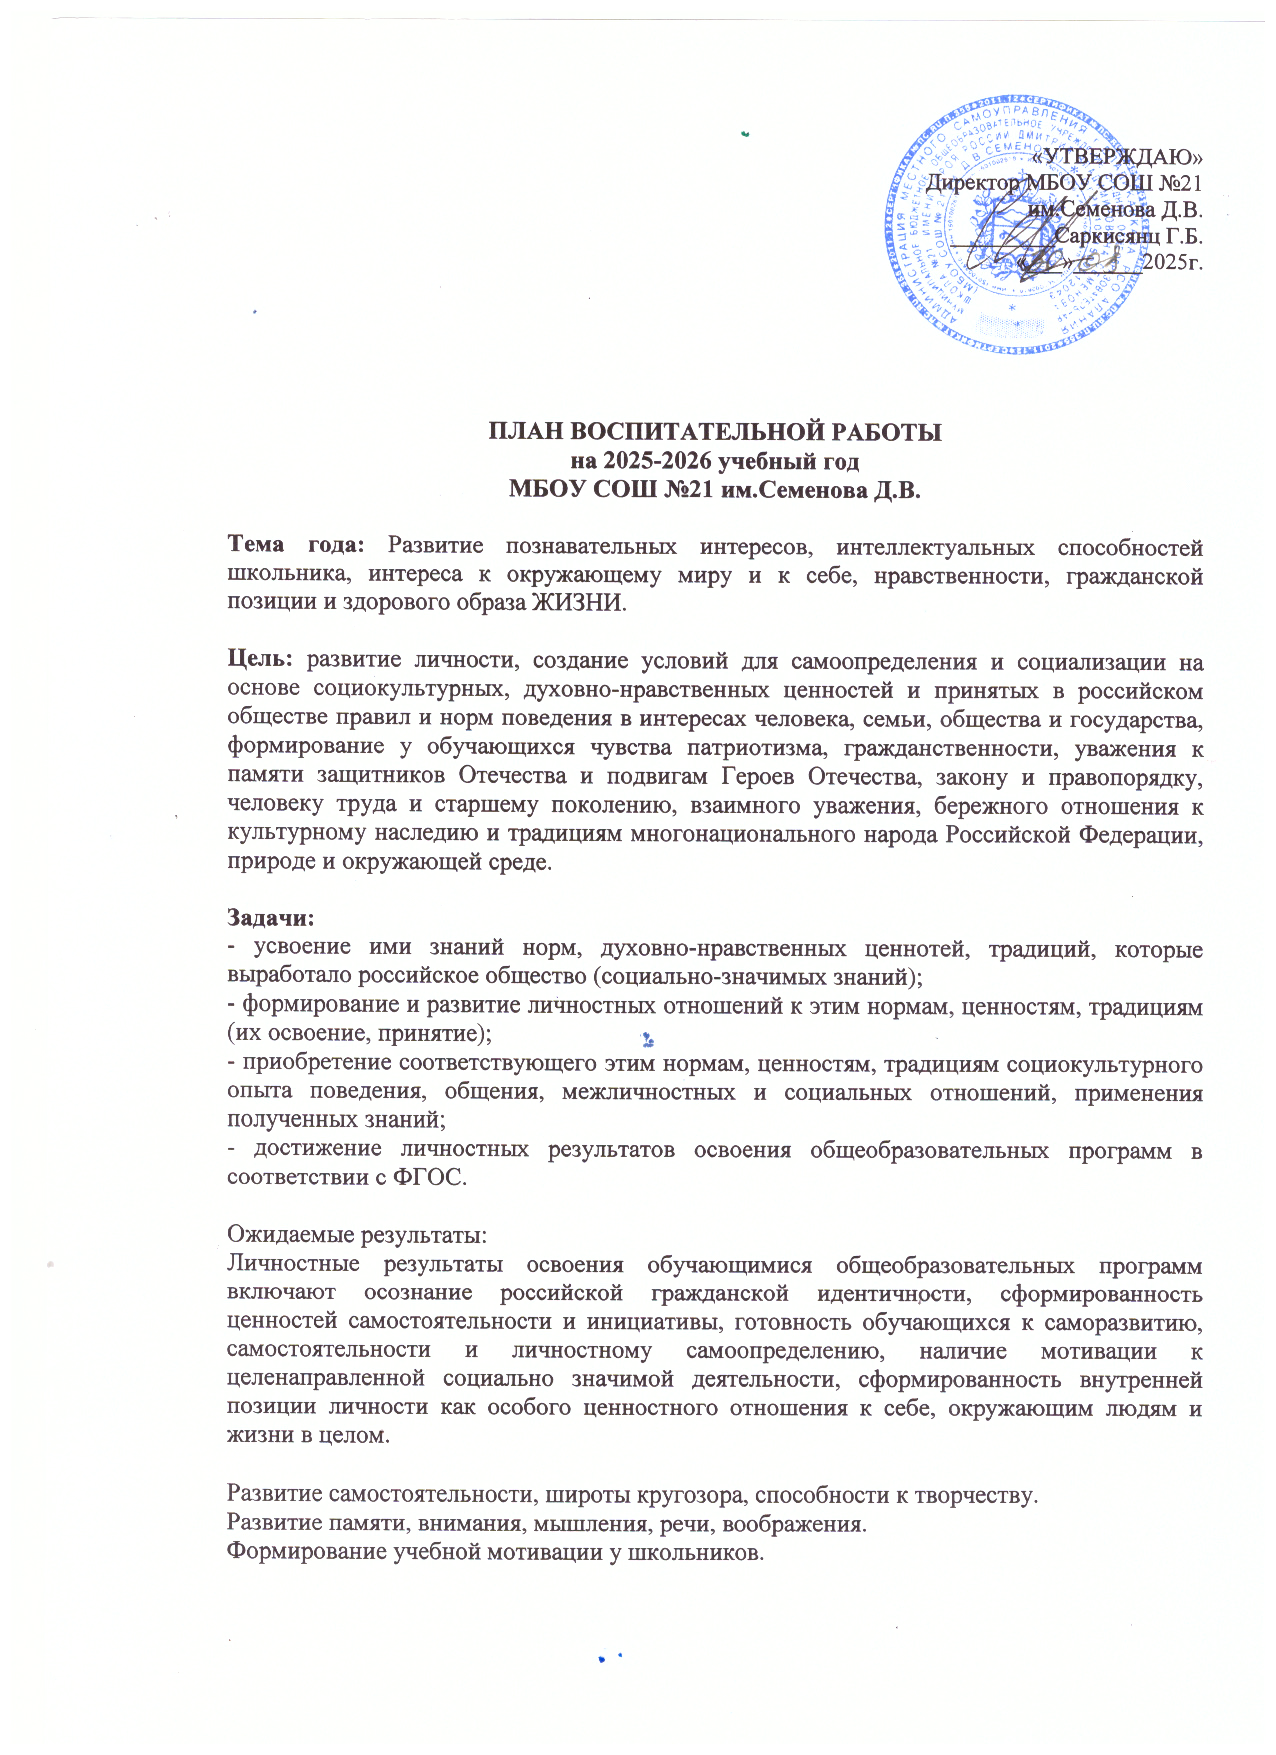 «УТВЕРЖДАЮ»
Директор МБОУ СОШ №21
им.Семенова Д.В.
Саркисянц Г.Б.
2025г.
ПЛАН ВОСПИТАТЕЛЬНОЙ РАБОТЫ
на 2025-2026 учебный год
МБОУ СОШ №21 им.Семенова Д.В.
Тема года: Развитие познавательных интересов, интеллектуальных способностей
школьника, интереса к окружающему миру и к себе, нравственности, гражданской
позиции и здорового образа ЖИЗНИ.
Цель: развитие личности, создание условий для самоопределения и социализации на
основе социокультурных, духовно-нравственных ценностей и принятых в российском
обществе правил и норм поведения в интересах человека, семьи, общества и государства,
формирование у обучающихся чувства патриотизма, гражданственности, уважения к
памяти защитников Отечества и подвигам Героев Отечества, закону и правопорядку,
человеку труда и старшему поколению, взаимного уважения, бережного отношения к
культурному наследию и традициям многонационального народа Российской Федерации,
природе и окружающей среде.
Задачи:
- усвоение ими знаний норм, духовно-нравственных ценнотей, традиций, которые
выработало российское общество (социально-значимых знаний);
- формирование и развитие личностных отношений к этим нормам, ценностям, традициям
(их освоение, принятие);
- приобретение соответствующего этим нормам, ценностям, традициям социокультурного
опыта поведения, общения, межличностных и социальных отношений, применения
полученных знаний;
- достижение личностных результатов освоения общеобразовательных программ в
соответствии с ФГОС.
Ожидаемые результаты:
Личностные результаты освоения обучающимися общеобразовательных программ
включают осознание российской гражданской идентичности, сформированность
ценностей самостоятельности и инициативы, готовность обучающихся к саморазвитию,
самостоятельности и личностному самоопределению, наличие мотивации к
целенаправленной социально значимой деятельности, сформированность внутренней
позиции личности как особого ценностного отношения к себе, окружающим людям и
жизни в целом.
Развитие самостоятельности, широты кругозора, способности к творчеству.
Развитие памяти, внимания, мышления, речи, воображения.
Формирование учебной мотивации у школьников.